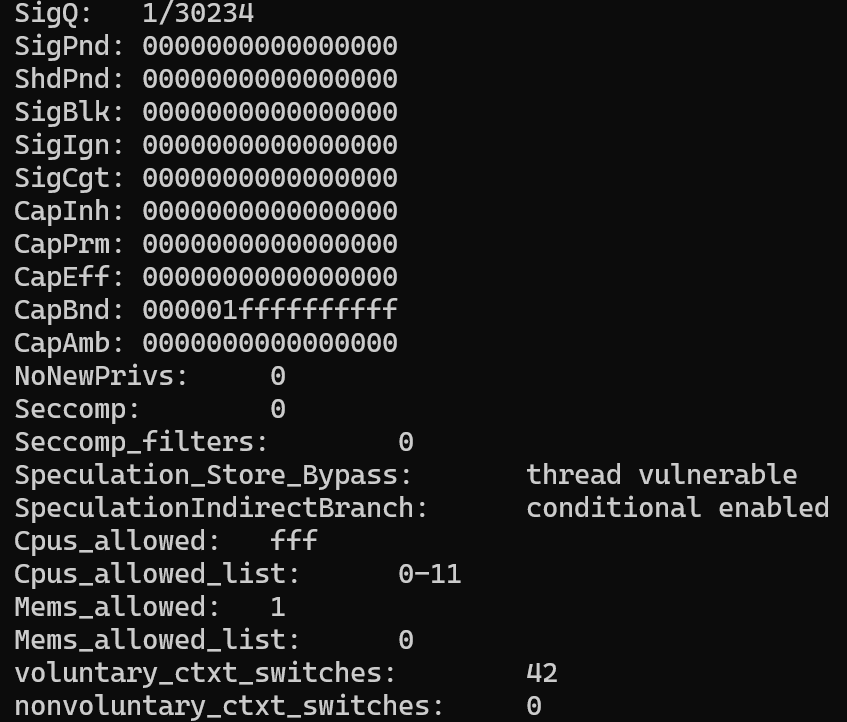 SigQ:	1/30234
SigPnd:	0000000000000000
ShdPnd:	0000000000000000
SigBlk:	0000000000000000
SigIgn:	0000000000000000
SigCgt:	0000000000000000
CapInh:	0000000000000000
CapPrm:	0000000000000000
CapEff:	0000000000000000
CapBnd:	000001ffffffffff
CapAmb:	0000000000000000
NoNewPrivs:	0
Seccomp:	0
Seccomp_filters:	0
Speculation_Store_Bypass:	thread vulnerable
SpeculationIndirectBranch:	conditional enabled
Cpus_allowed:	fff
Cpus_allowed_list:	0-11
Mems_allowed:	1
Mems_allowed_list:	0
voluntary_ctxt_switches:	42
nonvoluntary_ctxt_switches:	0